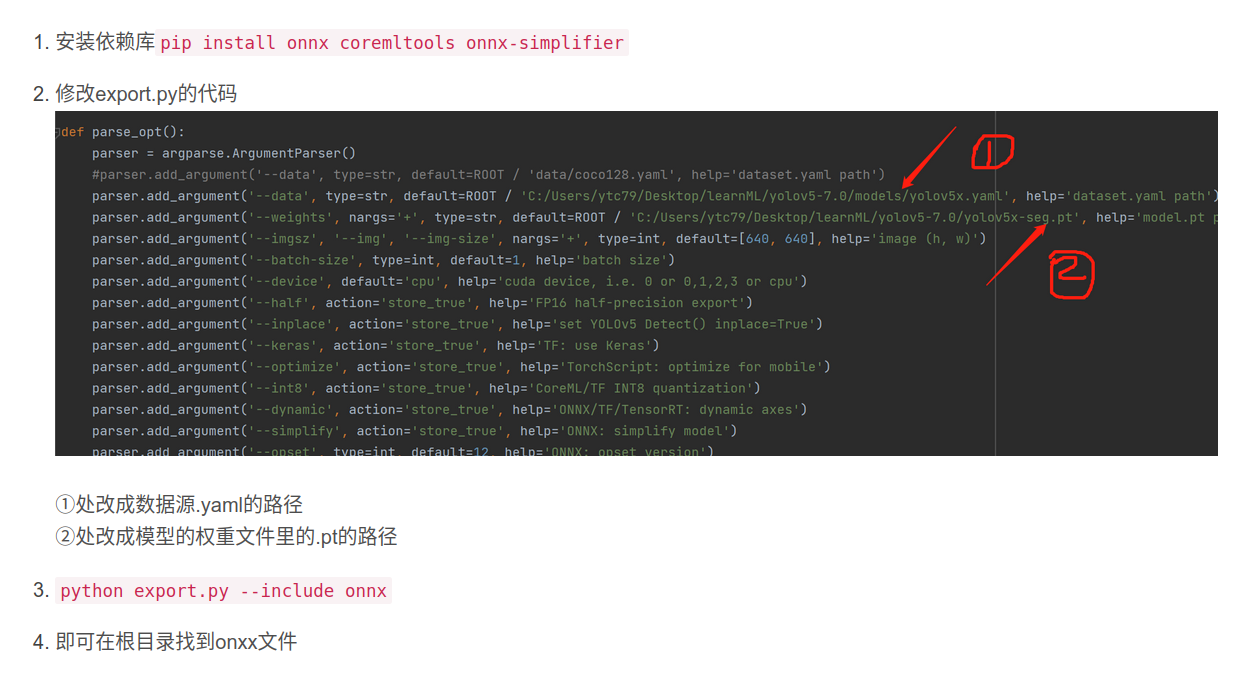 1. 安装依赖库 pip install onnx coremltools onnx-simplifier
2. 修改export.py的代码
def parse_opt():
parser = argparse.ArgumentParser()
#parser.add_argument('--data', type=str, default=ROOT / 'data/coco128.yaml', help='dataset.yaml path')
parser.add_argument('--data', type=str, default=ROOT / 'C:/Users/ytc79/Desktop/learnML/yolov5-7.0/models/yolov5x.yaml', help='dataset.yaml path')
parser.add_argument('--weights', nargs='+', type=str, default=ROOT / 'C:/Users/ytc79/Desktop/learnML/yolov5-7.0/yolov5x-seg.pt', help='model.pt p
parser.add_argument('--imgsz', '--img', '--img-size', nargs='+', type=int, default=[640, 640], help='image (h, w)')
parser.add_argument('--batch-size', type=int, default=1, help='batch size')
parser.add_argument('--device', default='cpu', help='cuda device, i.e. 0 or 0,1,2,3 or cpu')
parser.add_argument('--half', action='store_true', help='FP16 half-precision export')
parser.add_argument('--inplace', action='store_true', help='set YOLOv5 Detect() inplace=True')
parser.add_argument('--keras', action='store_true', help='TF: use Keras')
parser.add_argument('--optimize', action='store_true', help='TorchScript: optimize for mobile')
parser.add_argument('--int8', action='store_true', help='CoreML/TF INT8 quantization')
parser.add_argument('--dynamic', action='store_true', help='ONNX/TF/TensorRT: dynamic axes')
parser.add_argument('--simplify', action='store_true', help='ONNX: simplify model')
parser.add_argument('--opset', type=int, default=12, help='ONNX: opset version')
①
②
①处改成数据源.yaml的路径
②处改成模型的权重文件里的.pt的路径
3. python export.py --include onnx
4. 即可在根目录找到onxx文件